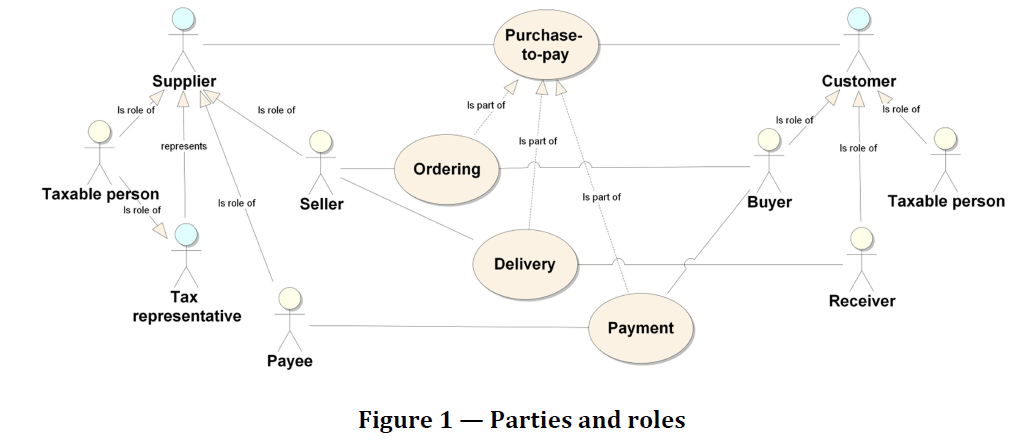 Purchase-
to-pay
Supplier
Customer
Is role of
Is part of
Is role of
Is role of
Is role of
represents
Is part of
Is role of
Ordering
Taxable person
Is role of
Seller
Is role of
Is part of
Buyer
Taxable person
Delivery
Tax
representative
Receiver
Payment
Payee
Figure 1 — Parties and roles